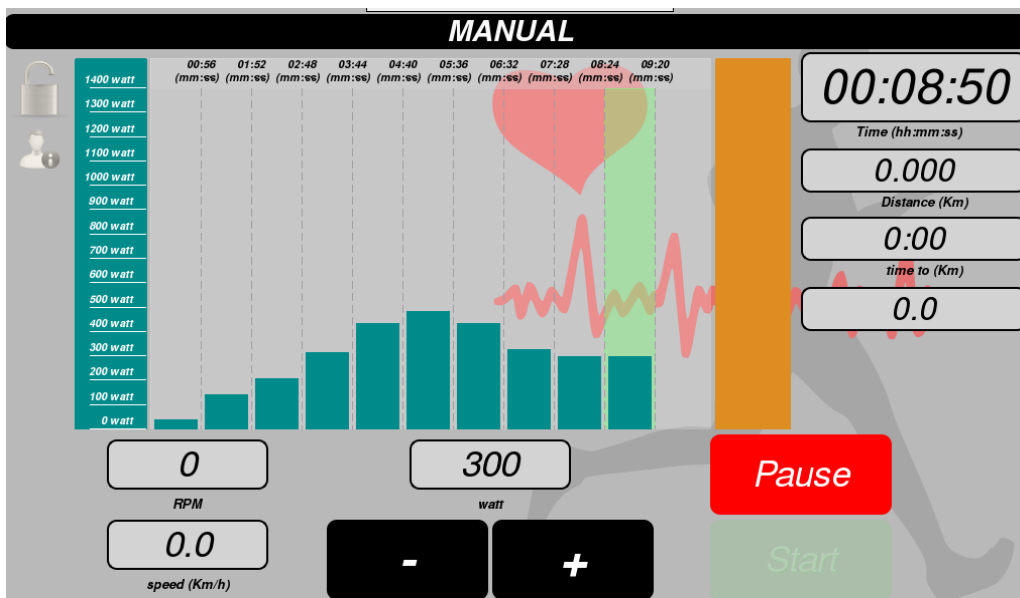 MANUAL
00:56 01:52 02:48 03:44 04:40 05:36 06:32 07:28 08:24 09:20
(mm:ss) (mm:ss) (mm:ss) (mm:ss) (mm:ss) (mm:ss) (mm:ss) (mm:ss) (mm:ss) (mm:ss)
1400 watt
1300 watt
1200 watt
1100 watt
1000 watt
900 watt
800 watt
700 watt
600 watt
500 watt
400 watt
300 watt
200 watt
100 watt
0 watt
00:08:50
Time (hh:mm:ss)
0.000
Distance (Km)
0:00
time to (Km)
0.0
0
RPM
300
watt
Pause
0.0
speed (Km/h)
-
+
Start